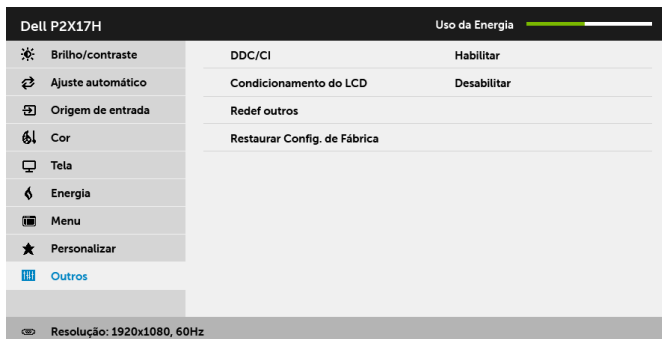 Dell P2X17H Uso da Energia
Brilho/contraste DDC/CI Habilitar
Ajuste automático Condicionamento do LCD Desabilitar
Origem de entrada Redef outros
Cor Restaurar Config. de Fábrica
Tela
Energia
Menu
Personalizar
Outros
Resolução: 1920x1080, 60Hz